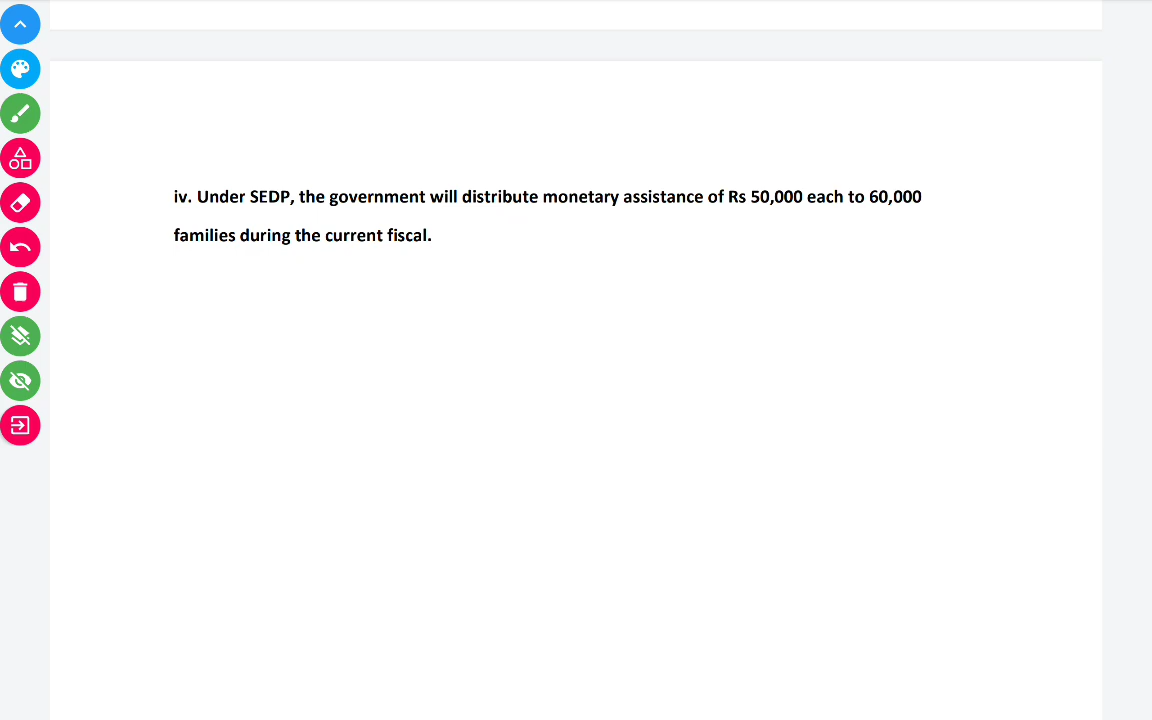 iv. Under SEDP, the government will distribute monetary assistance of Rs 50,000 each to 60,000
families during the current fiscal.